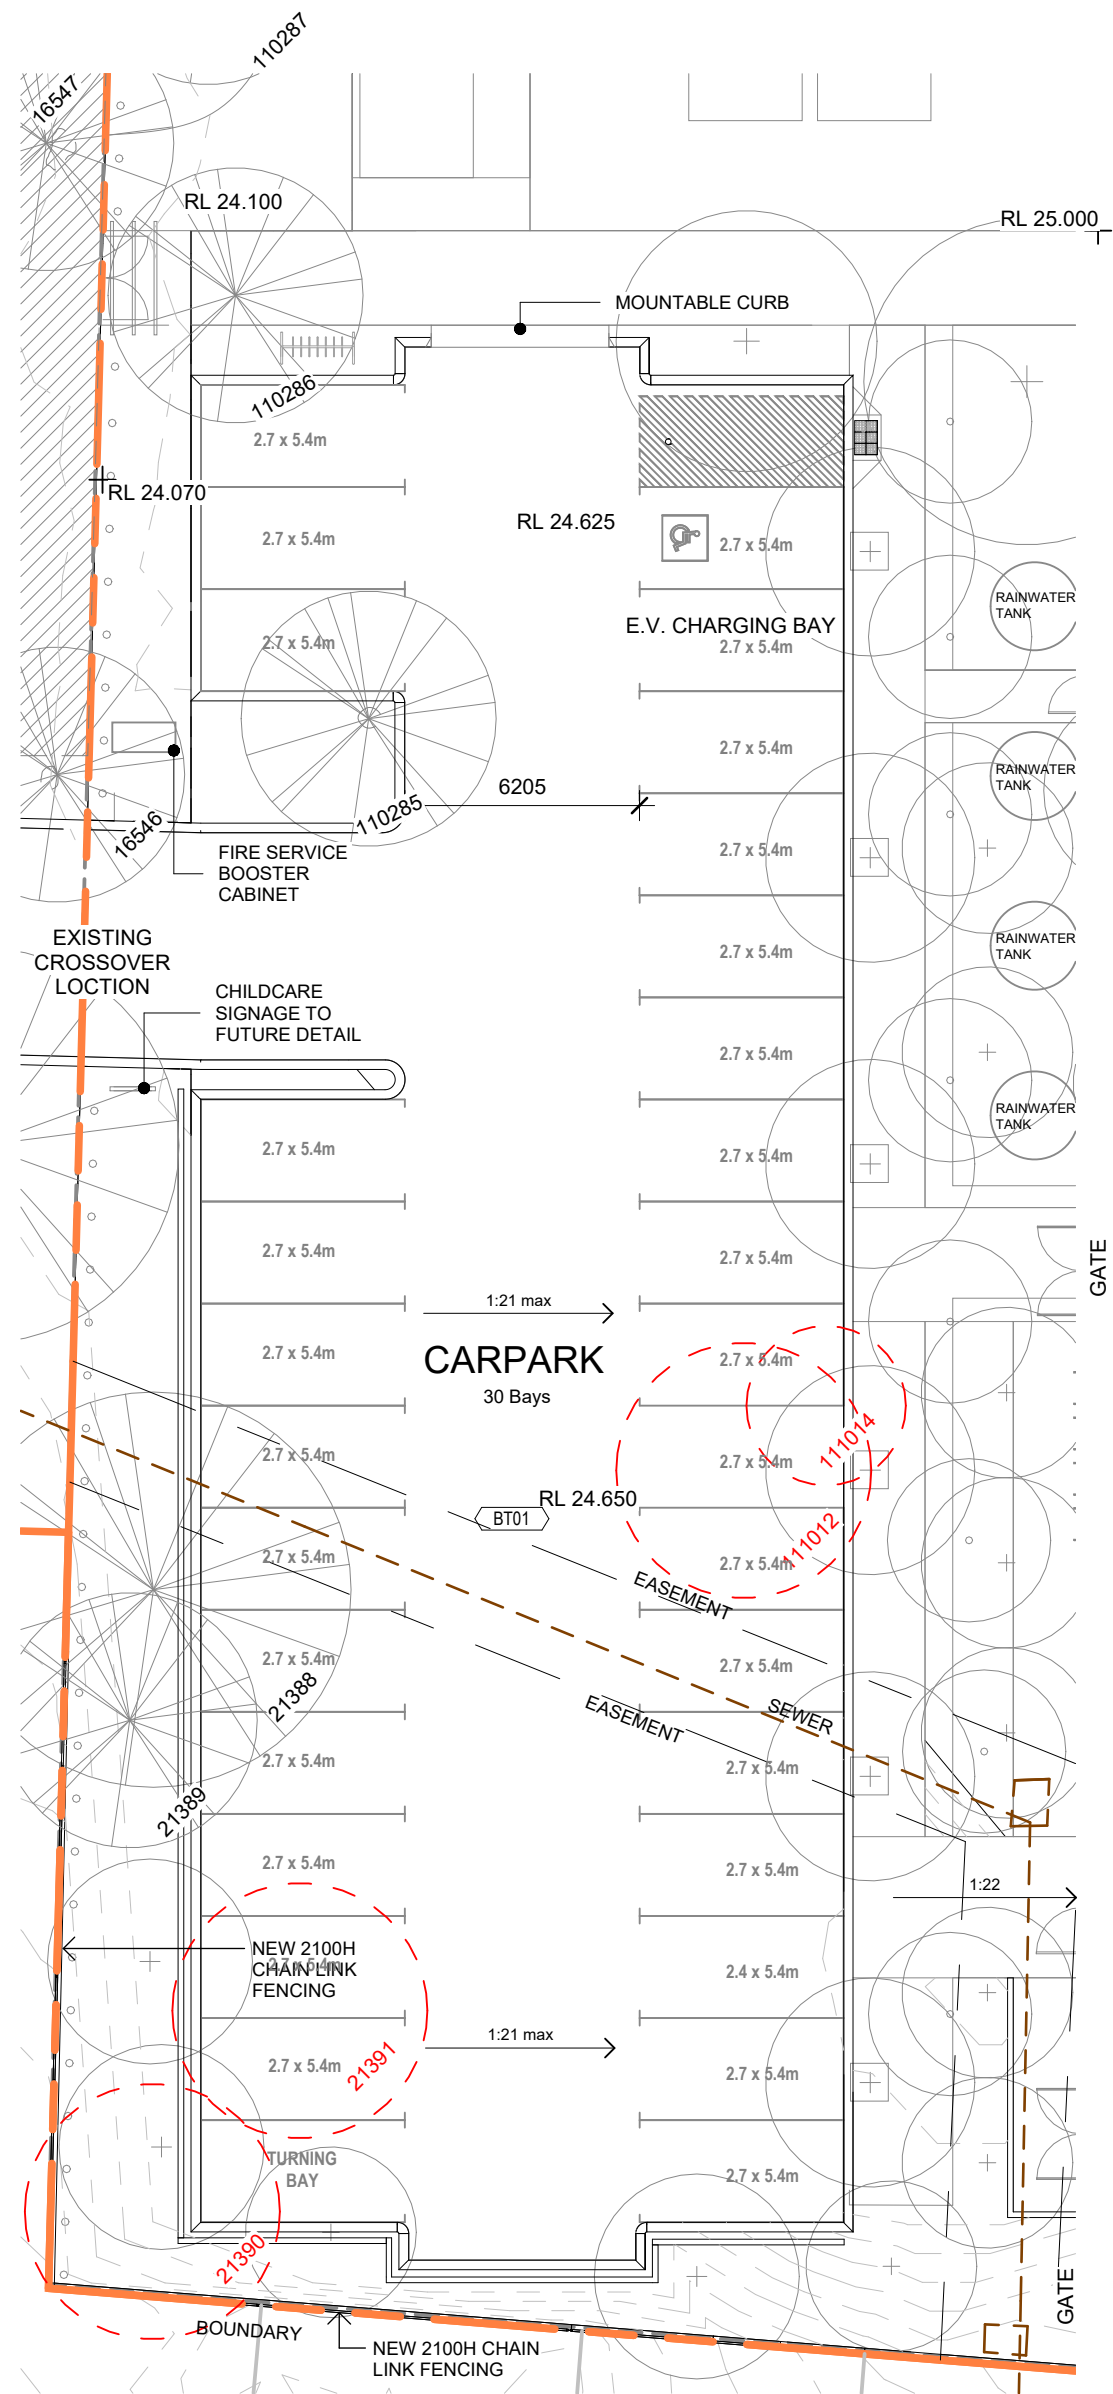 110287
16547
RL 24.100
RL 25.000
MOUNTABLE CURB
110286
2.7 x 5.4m
RL 24.070
RL 24.625
2.7 x 5.4m
2.7 x 5.4m
RAINWATER
TANK
E.V. CHARGING BAY
2.7 x 5.4m
2.7 x 5.4m
2.7 x 5.4m
RAINWATER
TANK
6205
110285
16546
FIRE SERVICE
BOOSTER
CABINET
2.7 x 5.4m
EXISTING
CROSSOVER
LOCTION
2.7 x 5.4m
RAINWATER
TANK
CHILDCARE
SIGNAGE TO
FUTURE DETAIL
2.7 x 5.4m
RAINWATER
TANK
2.7 x 5.4m
2.7 x 5.4m
2.7 x 5.4m
2.7 x 5.4m
GATE
1:21 max
2.7 x 5.4m
CARPARK
30 Bays
2.7 x 5.4m
111014
2.7 x 5.4m
2.7 x 5.4m
RL 24.650
BT01
111012
2.7 x 5.4m
2.7 x 5.4m
EASEMENT
2.7 x 5.4m
2.7 x 5.4m
21388
EASEMENT
SEWER
2.7 x 5.4m
2.7 x 5.4m
21389
2.7 x 5.4m
2.7 x 5.4m
1:22
NEW 2100H
CHAIN LINK
FENCING
2.7 x 5.4m
2.4 x 5.4m
1:21 max
2.7 x 5.4m
21391
2.7 x 5.4m
TURNING
BAY
2.7 x 5.4m
21390
GATE
BOUNDARY
NEW 2100H CHAIN
LINK FENCING